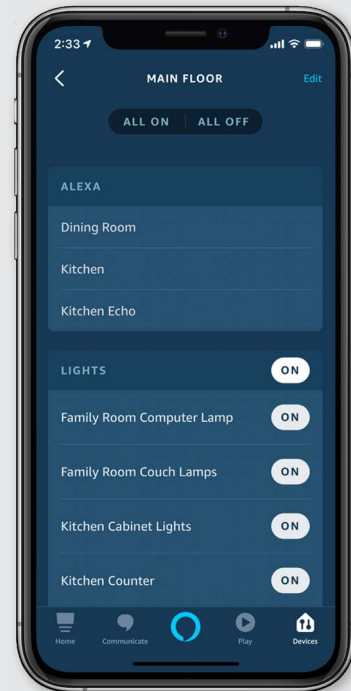 2:33
MAIN FLOOR Edit
ALL ON ALL OFF
ALEXA
Dining Room
Kitchen
Kitchen Echo
LIGHTS ON
Family Room Computer Lamp ON
Family Room Couch Lamps ON
Kitchen Cabinet Lights ON
Kitchen Counter ON
Home Communicate Play Devices